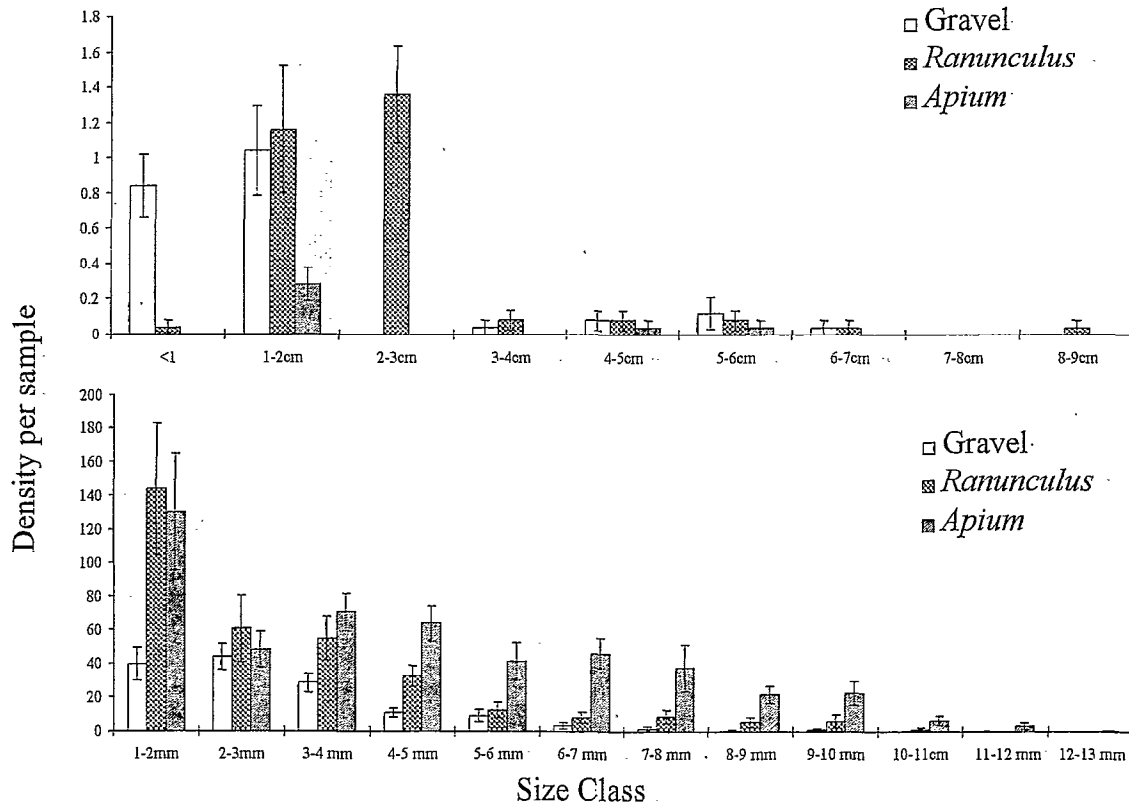 1.8
1.6
1.4
1.2
1
0.8
0.6
0.4
0.2
0
Gravel
Ranunculus
Apium
<1 1-2cm 2-3cm 3-4cm 4-5cm 5-6cm 6-7cm 7-8cm 8-9cm
Density per sample
200
180
160
140
120
100
80
60
40
20
0
Gravel
Ranunculus
Apium
1-2mm 2-3mm 3-4 mm 4-5 mm 5-6 mm 6-7 mm 7-8 mm 8-9 mm 9-10 mm 10-11cm 11-12 mm 12-13 mm
Size Class